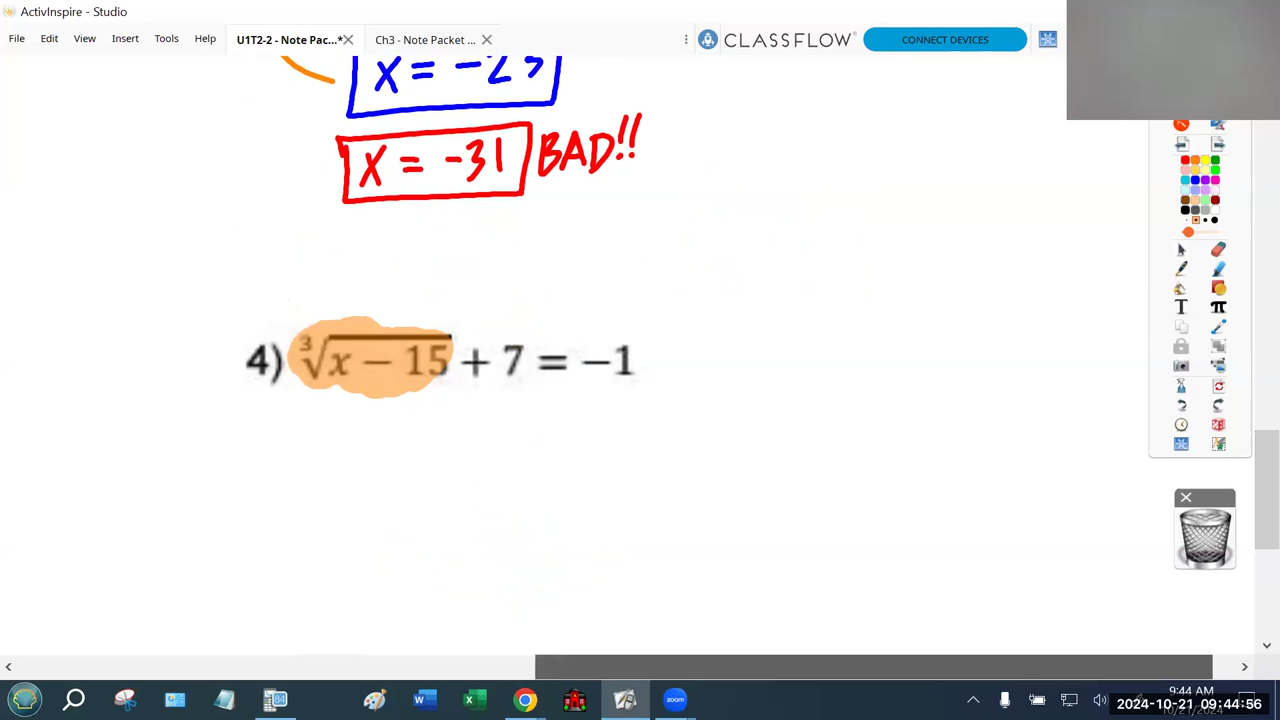 ActivInspire - Studio
File Edit View Insert Tools Help U1T2-2 - Note Pac...* Ch3 - Note Packet ... CLASSFLOW CONNECT DEVICES
x = -23
x = -31 BAD!!
4) ∛(x − 15) + 7 = −1
9:44 AM
2024-10-21 09:44:56